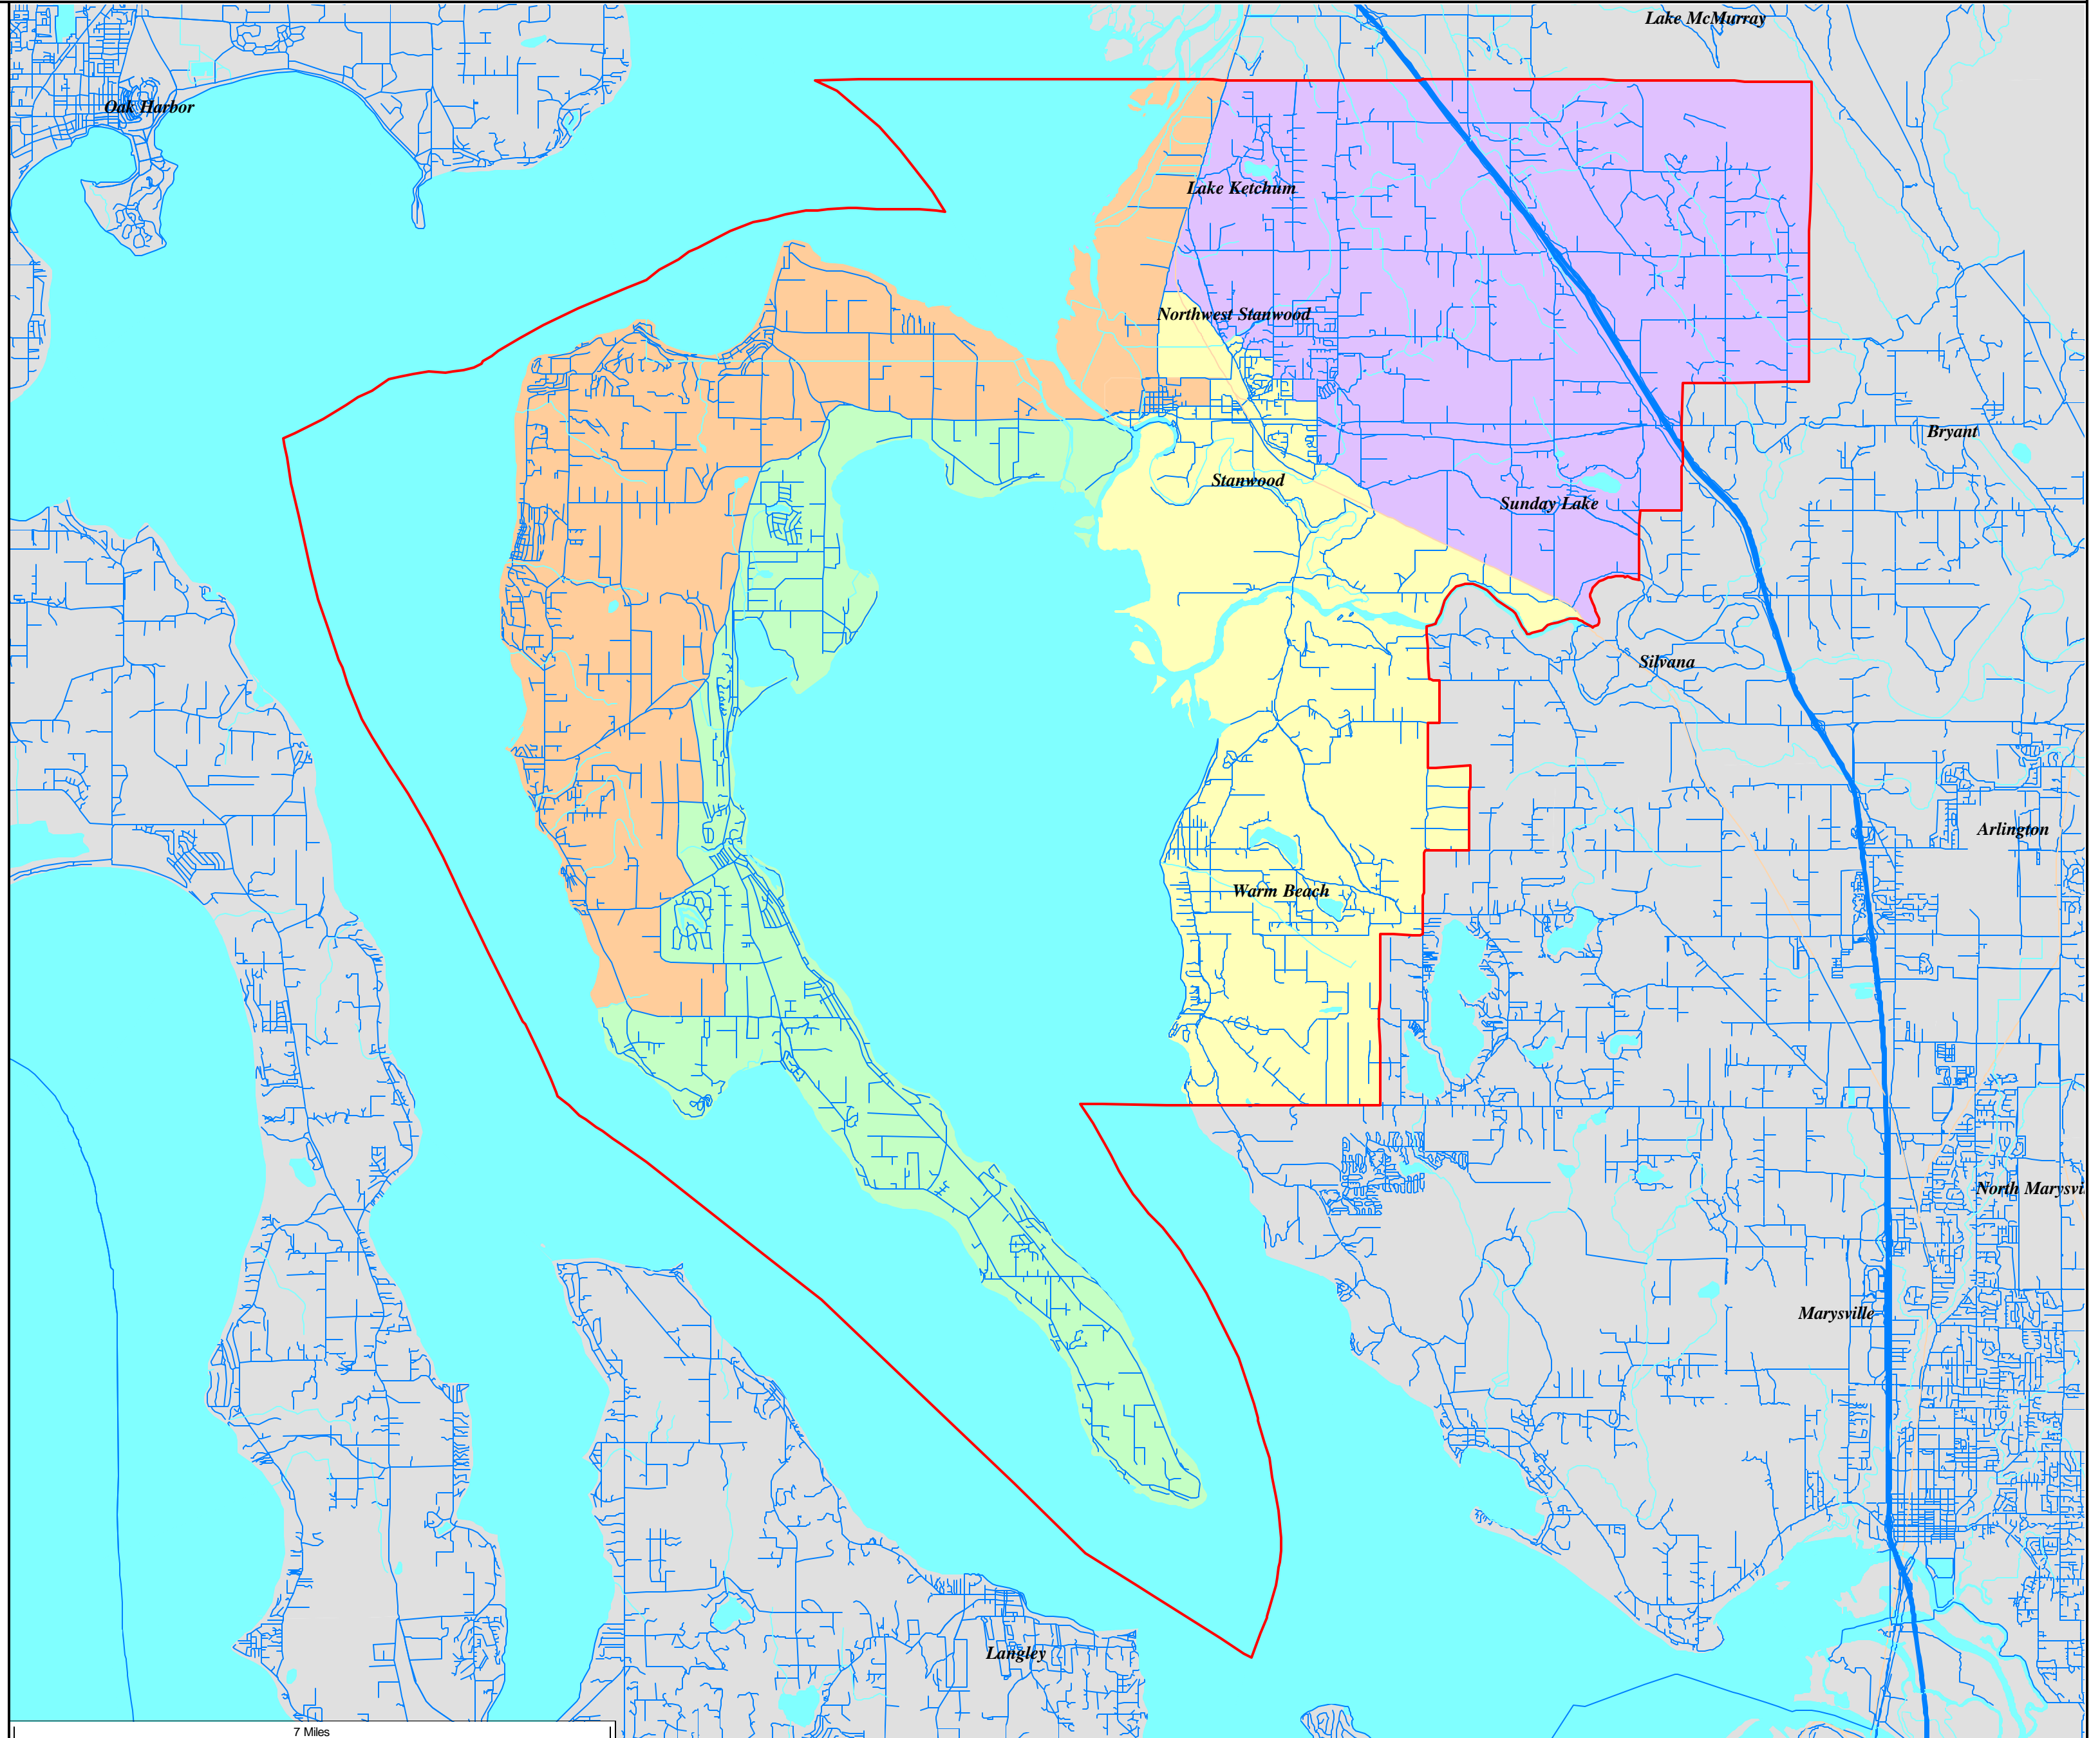 Lake McMurray
Oak Harbor
Lake Ketchum
Northwest Stanwood
Bryant
Stanwood
Sunday Lake
Silvana
Arlington
Warm Beach
North Marysvi
Marysville
Langley
7 Miles